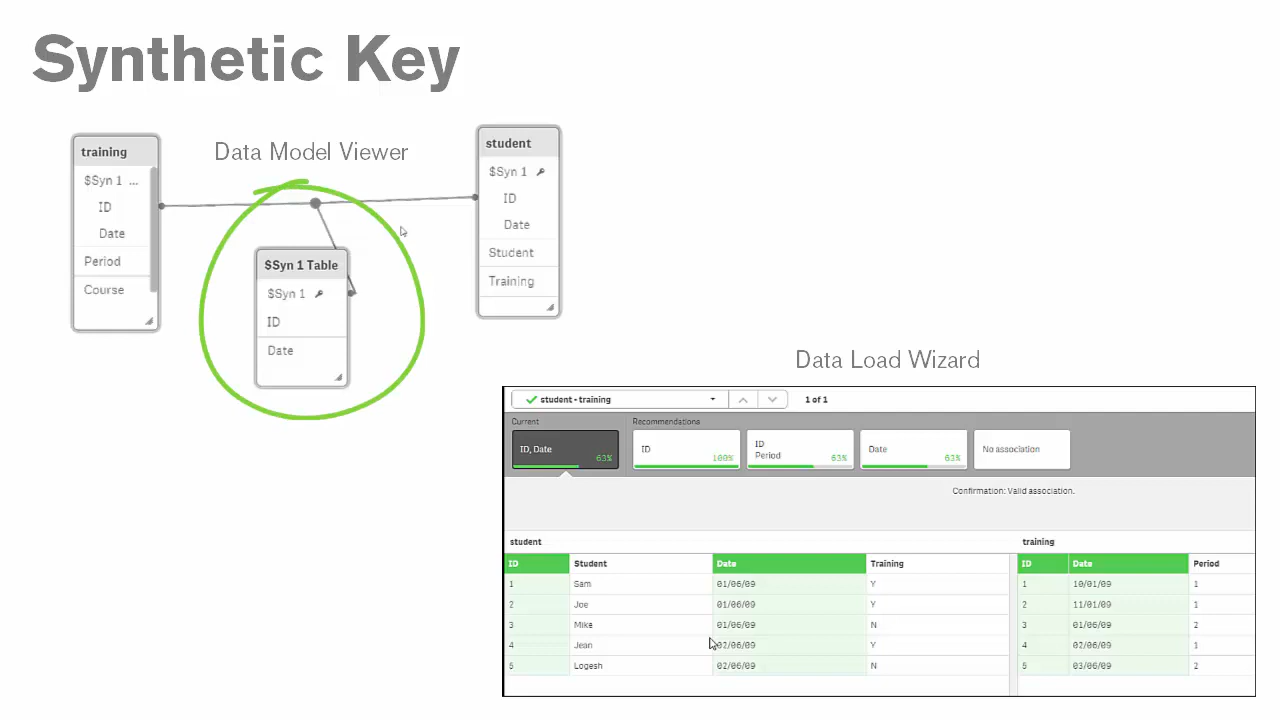 Synthetic Key
Data Model Viewer
training
$Syn 1 ...
ID
Date
Period
Course
$Syn 1 Table
$Syn 1
ID
Date
student
$Syn 1
ID
Date
Student
Training
Data Load Wizard
student - training
1 of 1
Current
Recommendations
ID, Date
63%
ID
100%
ID
Period
63%
Date
63%
No association
Confirmation: Valid association.
student
training
ID Student Date Training ID Date Period
1 Sam 01/06/09 Y 1 10/01/09 1
2 Joe 01/06/09 Y 2 11/01/09 1
3 Mike 01/06/09 N 3 01/06/09 2
4 Jean 02/06/09 Y 4 02/06/09 1
5 Logesh 02/06/09 N 5 03/06/09 2